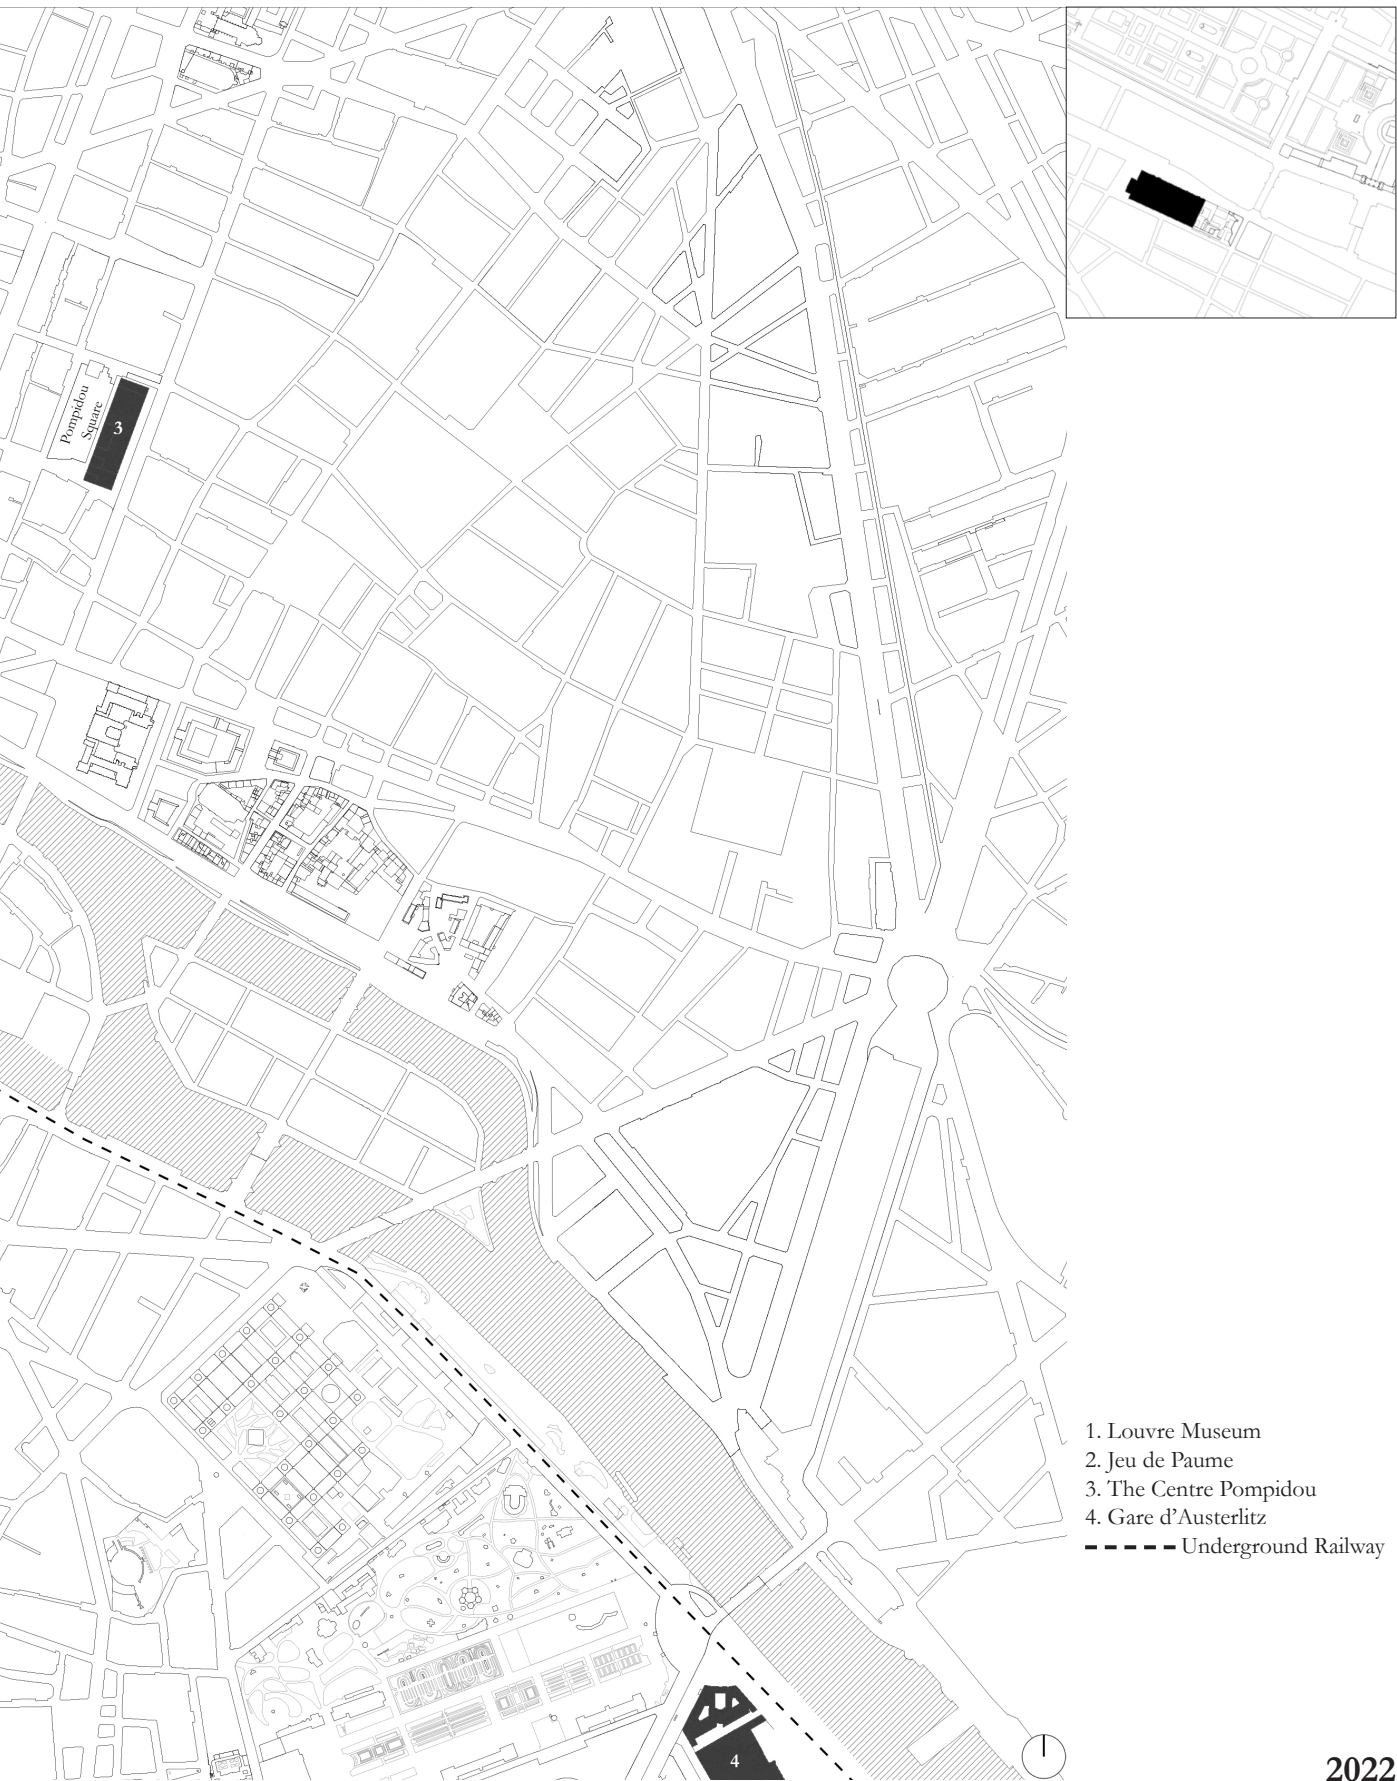 Pompidou
Square
3
4
1. Louvre Museum
2. Jeu de Paume
3. The Centre Pompidou
4. Gare d'Austerlitz
Underground Railway
2022